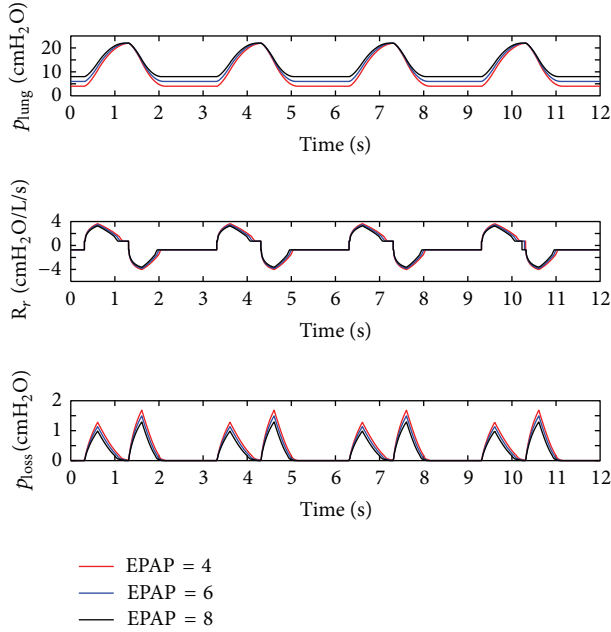 p_lung (cmH₂O)
20
10
0
0 1 2 3 4 5 6 7 8 9 10 11 12
Time (s)
R_r (cmH₂O/L/s)
4
0
−4
0 1 2 3 4 5 6 7 8 9 10 11 12
Time (s)
p_loss (cmH₂O)
2
1
0
0 1 2 3 4 5 6 7 8 9 10 11 12
Time (s)
EPAP = 4
EPAP = 6
EPAP = 8